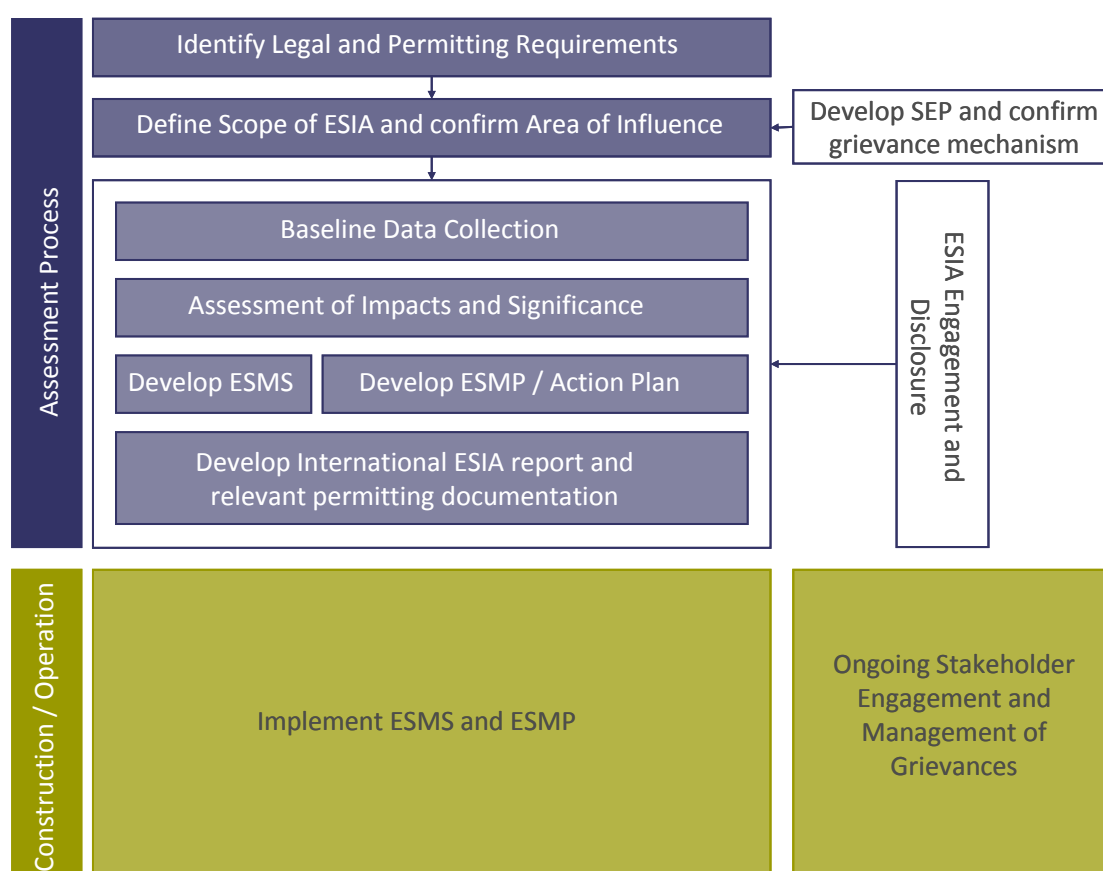 Assessment Process
Identify Legal and Permitting Requirements
Define Scope of ESIA and confirm Area of Influence
Develop SEP and confirm
grievance mechanism
Baseline Data Collection
Assessment of Impacts and Significance
Develop ESMS
Develop ESMP / Action Plan
Develop International ESIA report and
relevant permitting documentation
ESIA Engagement and
Disclosure
Construction / Operation
Implement ESMS and ESMP
Ongoing Stakeholder
Engagement and
Management of
Grievances